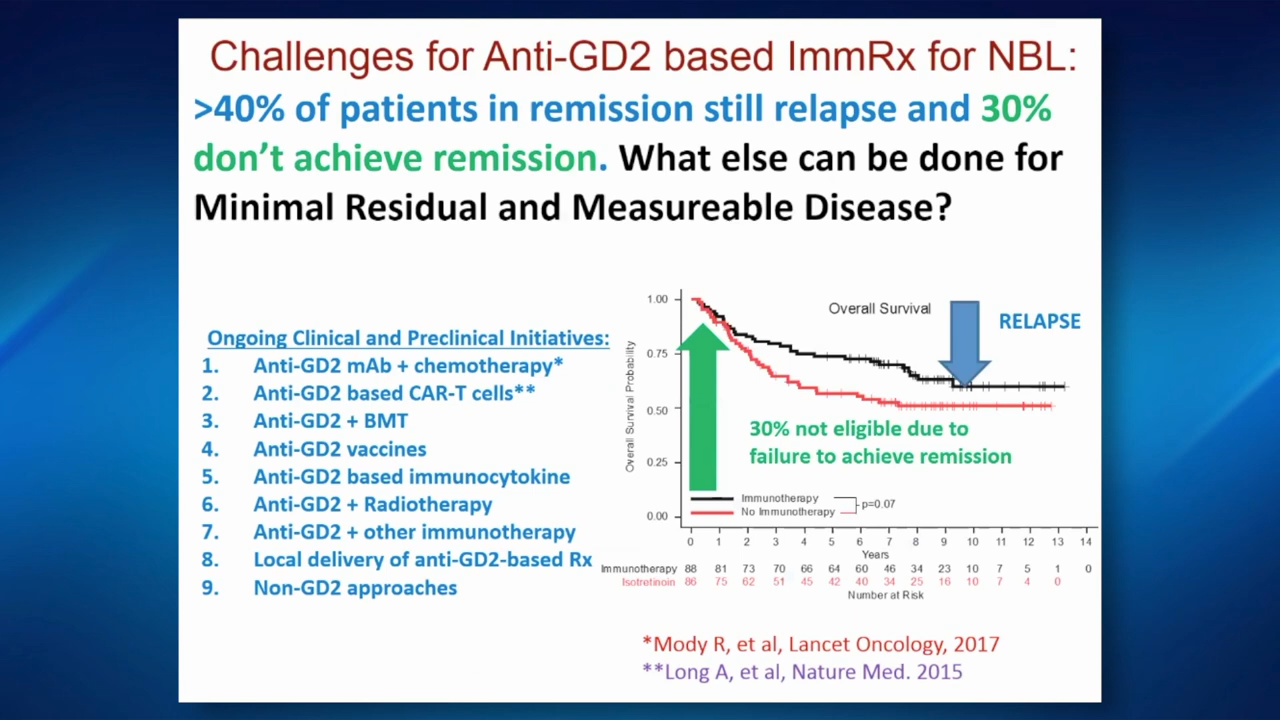 Challenges for Anti-GD2 based ImmRx for NBL:
>40% of patients in remission still relapse and 30%
don't achieve remission. What else can be done for
Minimal Residual and Measureable Disease?
Ongoing Clinical and Preclinical Initiatives:
1. Anti-GD2 mAb + chemotherapy*
2. Anti-GD2 based CAR-T cells**
3. Anti-GD2 + BMT
4. Anti-GD2 vaccines
5. Anti-GD2 based immunocytokine
6. Anti-GD2 + Radiotherapy
7. Anti-GD2 + other immunotherapy
8. Local delivery of anti-GD2-based Rx
9. Non-GD2 approaches
Overall Survival
RELAPSE
Overall Survival Probability
1.00
0.75
0.50
0.25
0.00
30% not eligible due to
failure to achieve remission
Immunotherapy
No Immunotherapy
p=0.07
0 1 2 3 4 5 6 7 8 9 10 11 12 13 14
Years
Immunotherapy 88 81 73 70 66 64 60 46 34 23 10 7 5 1 0
Isotretinoin 86 75 62 51 45 42 40 34 25 16 10 7 4 0
Number at Risk
*Mody R, et al, Lancet Oncology, 2017
**Long A, et al, Nature Med. 2015